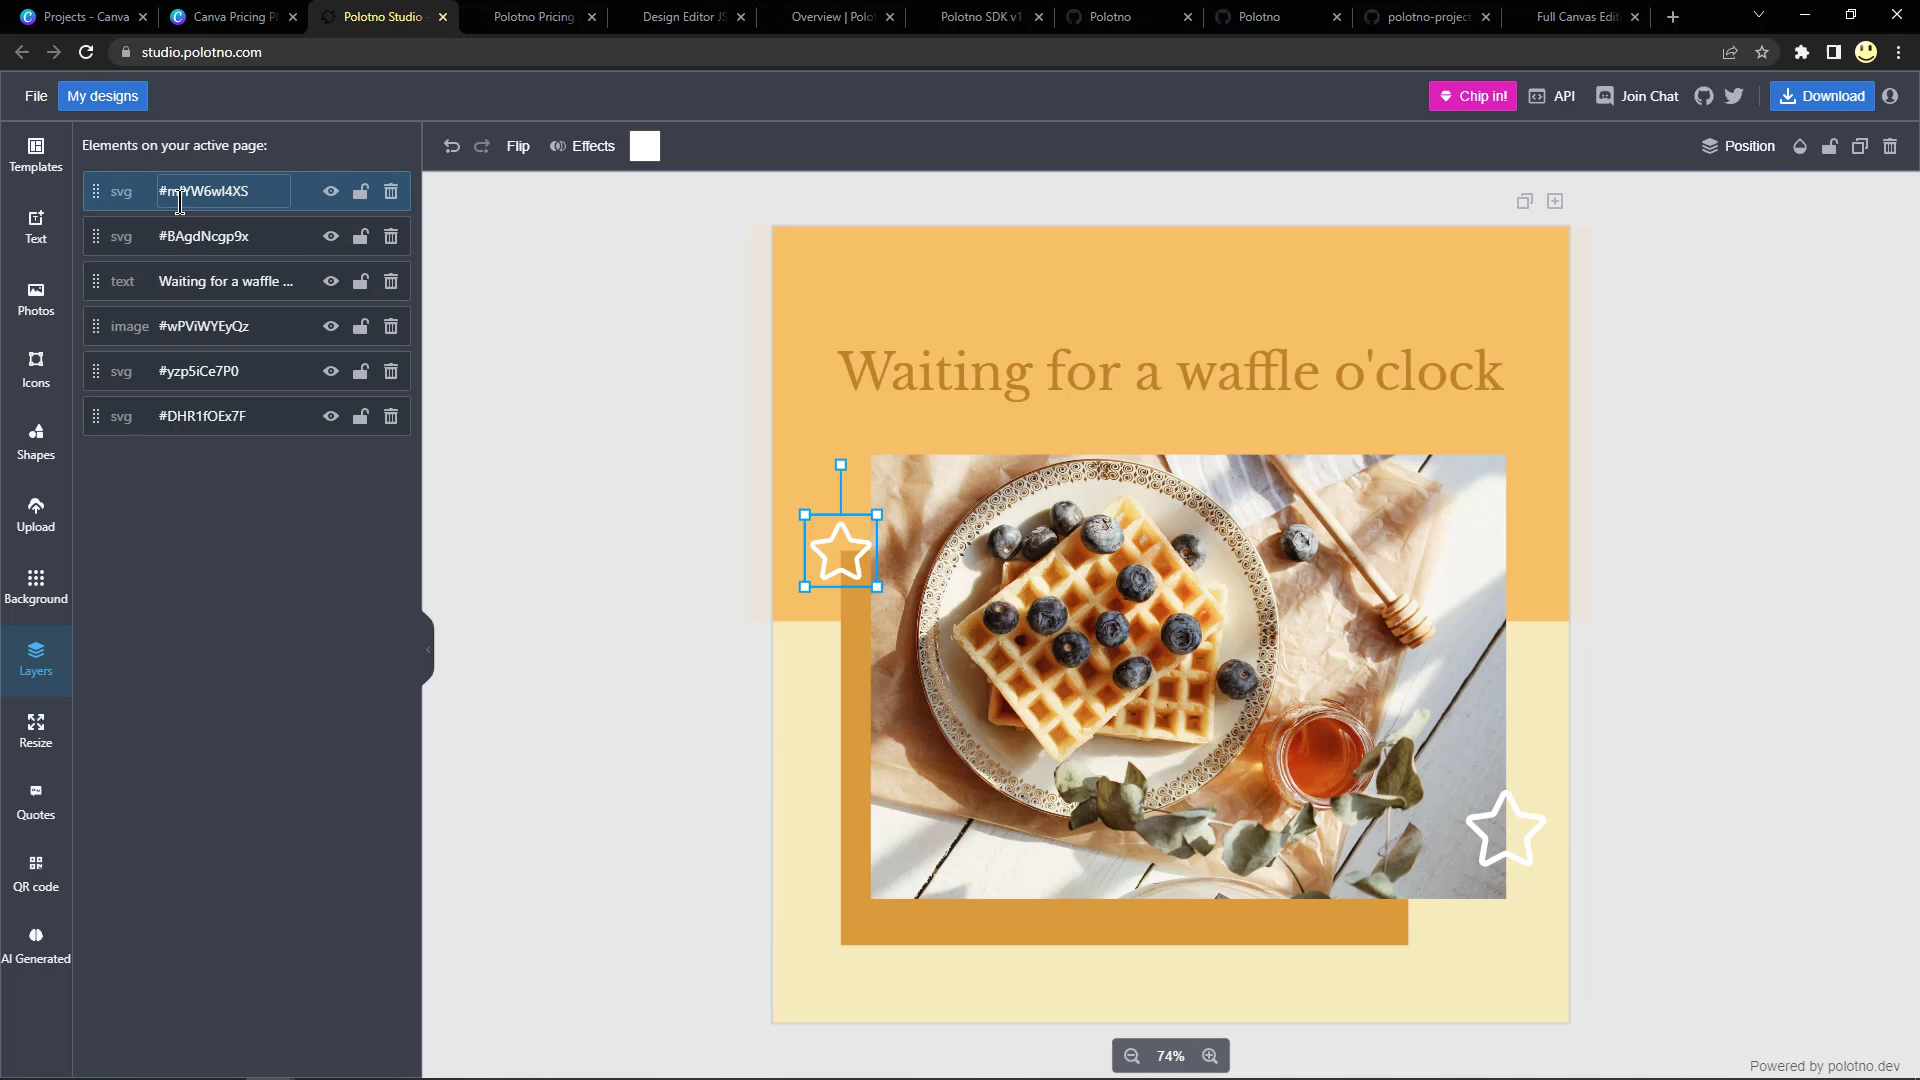 Projects - Canva
Canva Pricing Pl
Polotno Studio -
Polotno Pricing
Design Editor JS
Overview | Polot
Polotno SDK v1
Polotno
Polotno
polotno-project
Full Canvas Edit
studio.polotno.com
File
My designs
Chip in!
API
Join Chat
Download
Templates
Text
Photos
Icons
Shapes
Upload
Background
Layers
Resize
Quotes
QR code
AI Generated
Elements on your active page:
svg
svg #BAgdNcgp9x
text Waiting for a waffle ...
image #wPViWYEyQz
svg #yzp5iCe7P0
svg #DHR1fOEx7F
Flip
Effects
Position
Waiting for a waffle o'clock
74%
Powered by polotno.dev